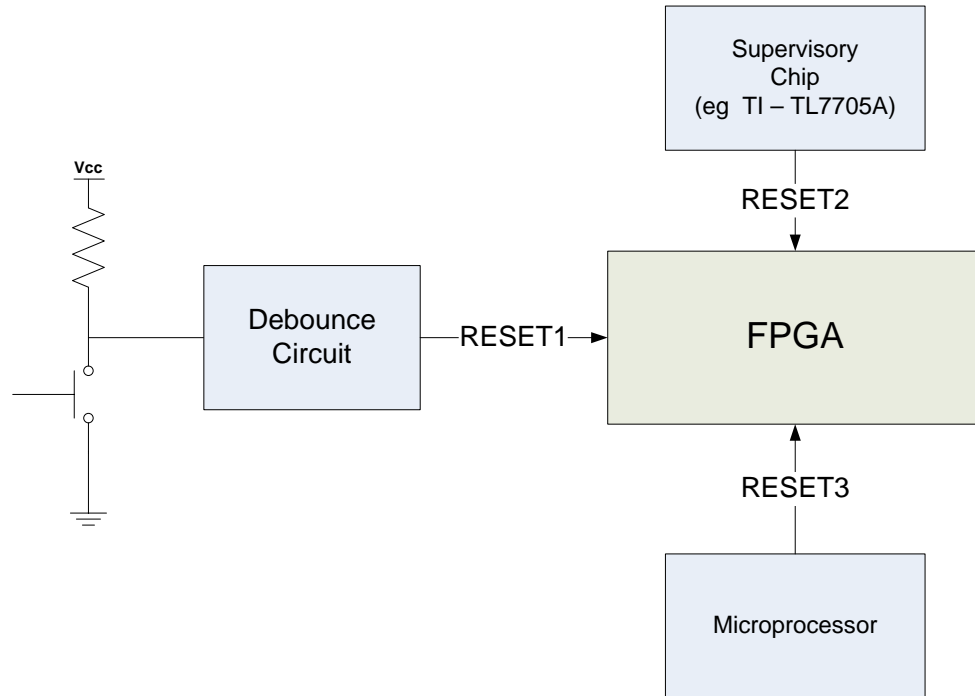 Supervisory
Chip
(eg TI – TL7705A)
Vcc
RESET2
Debounce
Circuit
RESET1
FPGA
RESET3
Microprocessor